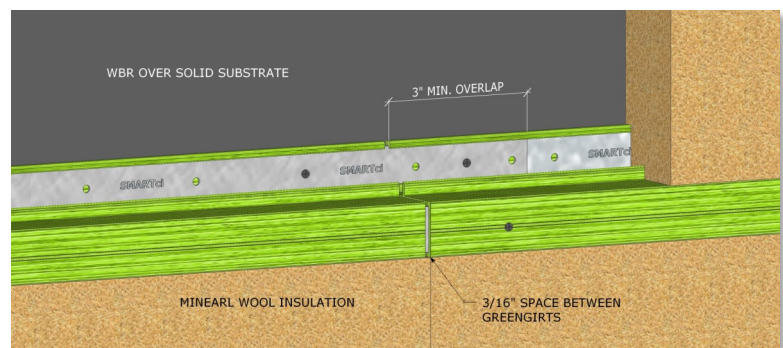 WBR OVER SOLID SUBSTRATE
3" MIN. OVERLAP
SMARTci
SMARTci
SMARTci
MINEARL WOOL INSULATION
3/16" SPACE BETWEEN
GREENGIRTS